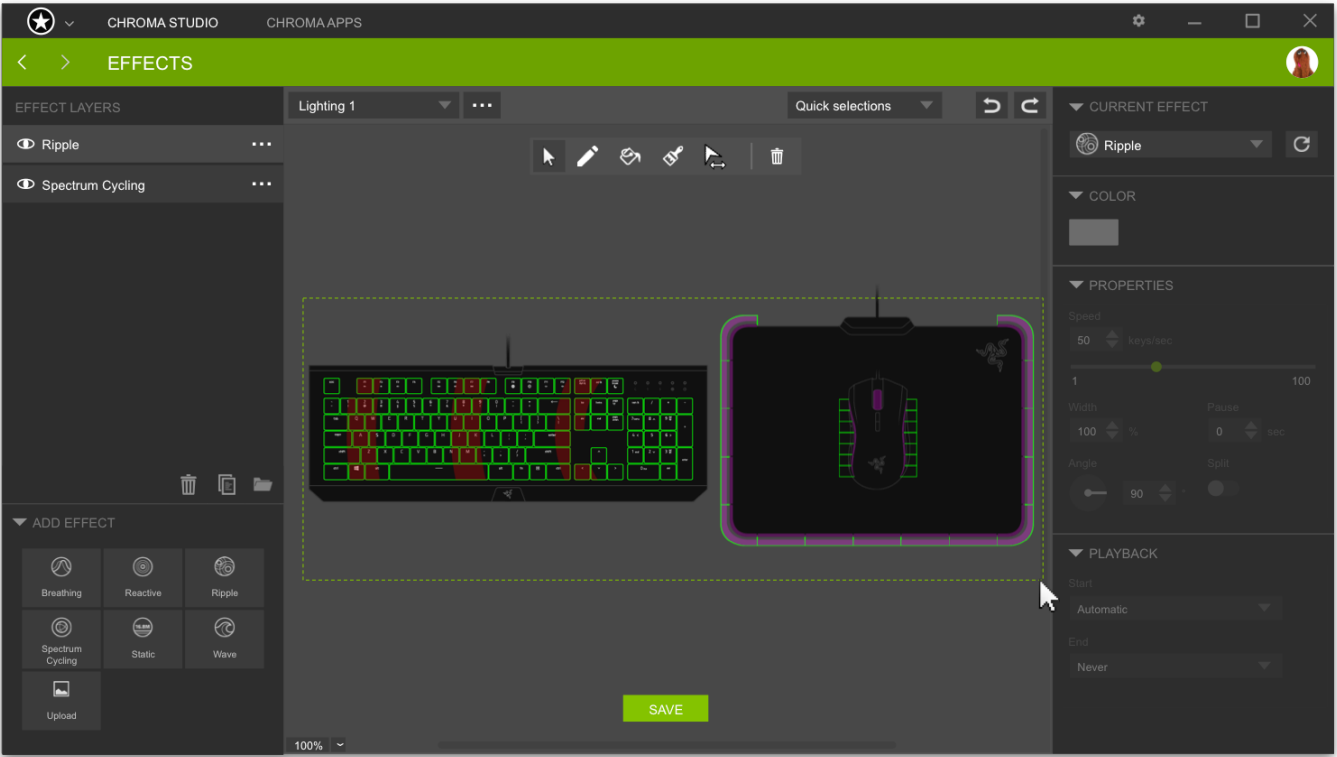 CHROMA STUDIO
CHROMA APPS
EFFECTS
EFFECT LAYERS
Ripple
Spectrum Cycling
ADD EFFECT
Breathing
Reactive
Ripple
Spectrum
Cycling
Static
Wave
Upload
Lighting 1
Quick selections
SAVE
100%
CURRENT EFFECT
Ripple
COLOR
PROPERTIES
Speed
50 keys/sec
1 100
Width Pause
100 % 0 sec
Angle Split
90 °
PLAYBACK
Start
Automatic
End
Never